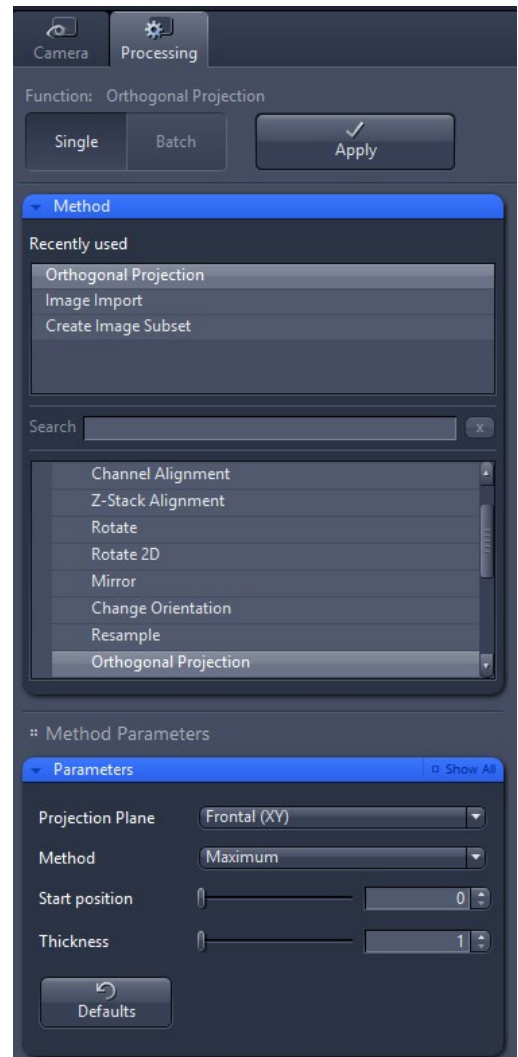 Camera Processing
Function: Orthogonal Projection
Single Batch Apply
Method
Recently used
Orthogonal Projection
Image Import
Create Image Subset
Search x
Channel Alignment
Z-Stack Alignment
Rotate
Rotate 2D
Mirror
Change Orientation
Resample
Orthogonal Projection
Method Parameters
Parameters Show All
Projection Plane Frontal (XY)
Method Maximum
Start position 0
Thickness 1
Defaults